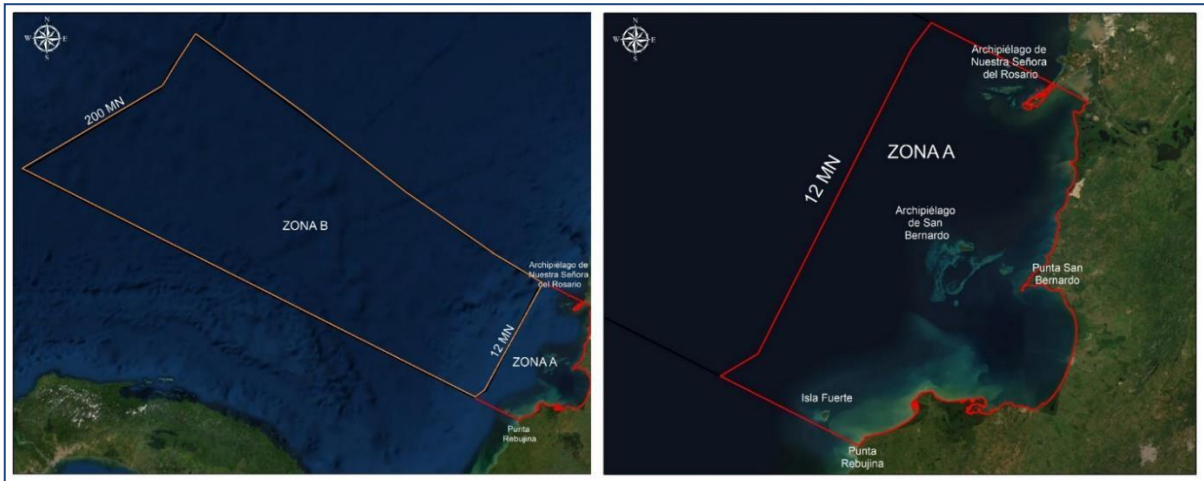 N
W E
S
200 MN
ZONA B
Archipiélago de
Nuestra Señora
del Rosario
12 MN
ZONA A
Punta
Rebujina
N
W E
S
Archipiélago de
Nuestra Señora
del Rosario
ZONA A
12 MN
Archipiélago
de San
Bernardo
Punta San
Bernardo
Isla Fuerte
Punta
Rebujina